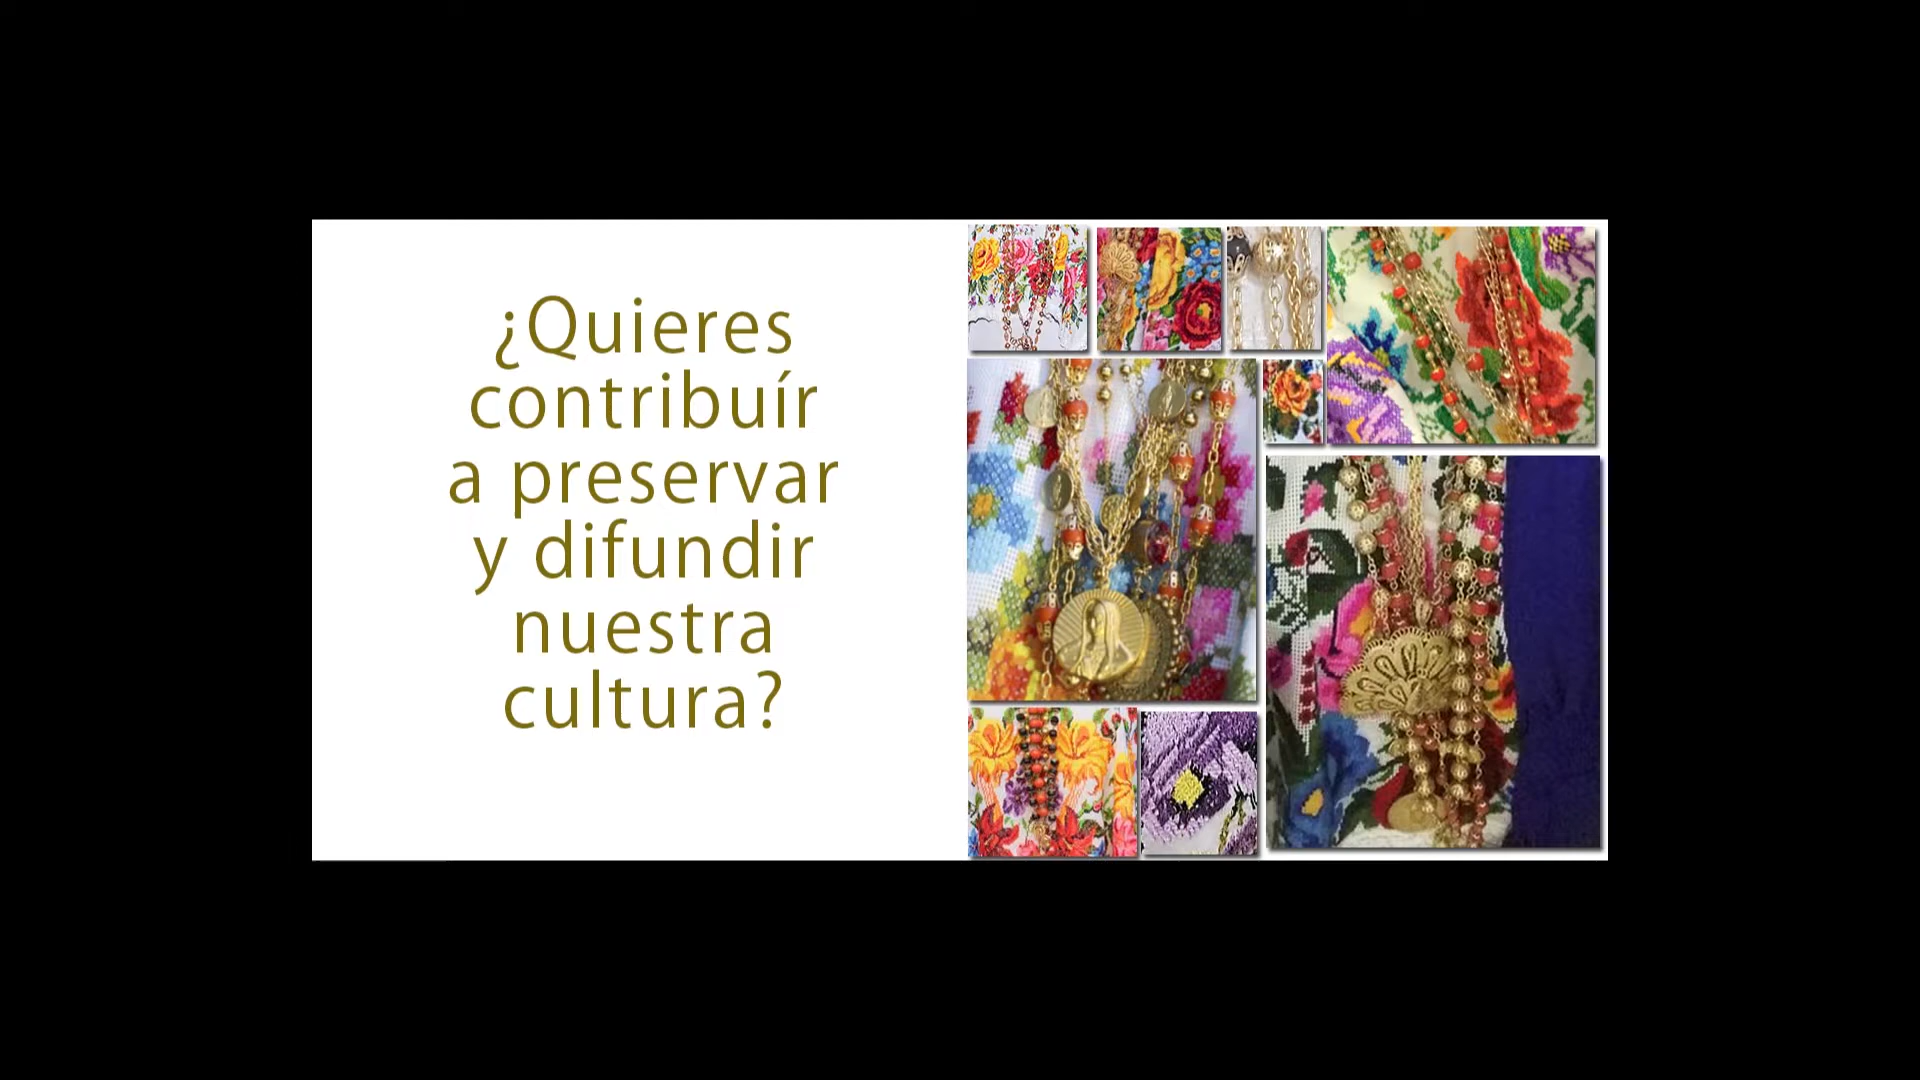 ¿Quieres
contribuír
a preservar
y difundir
nuestra
cultura?